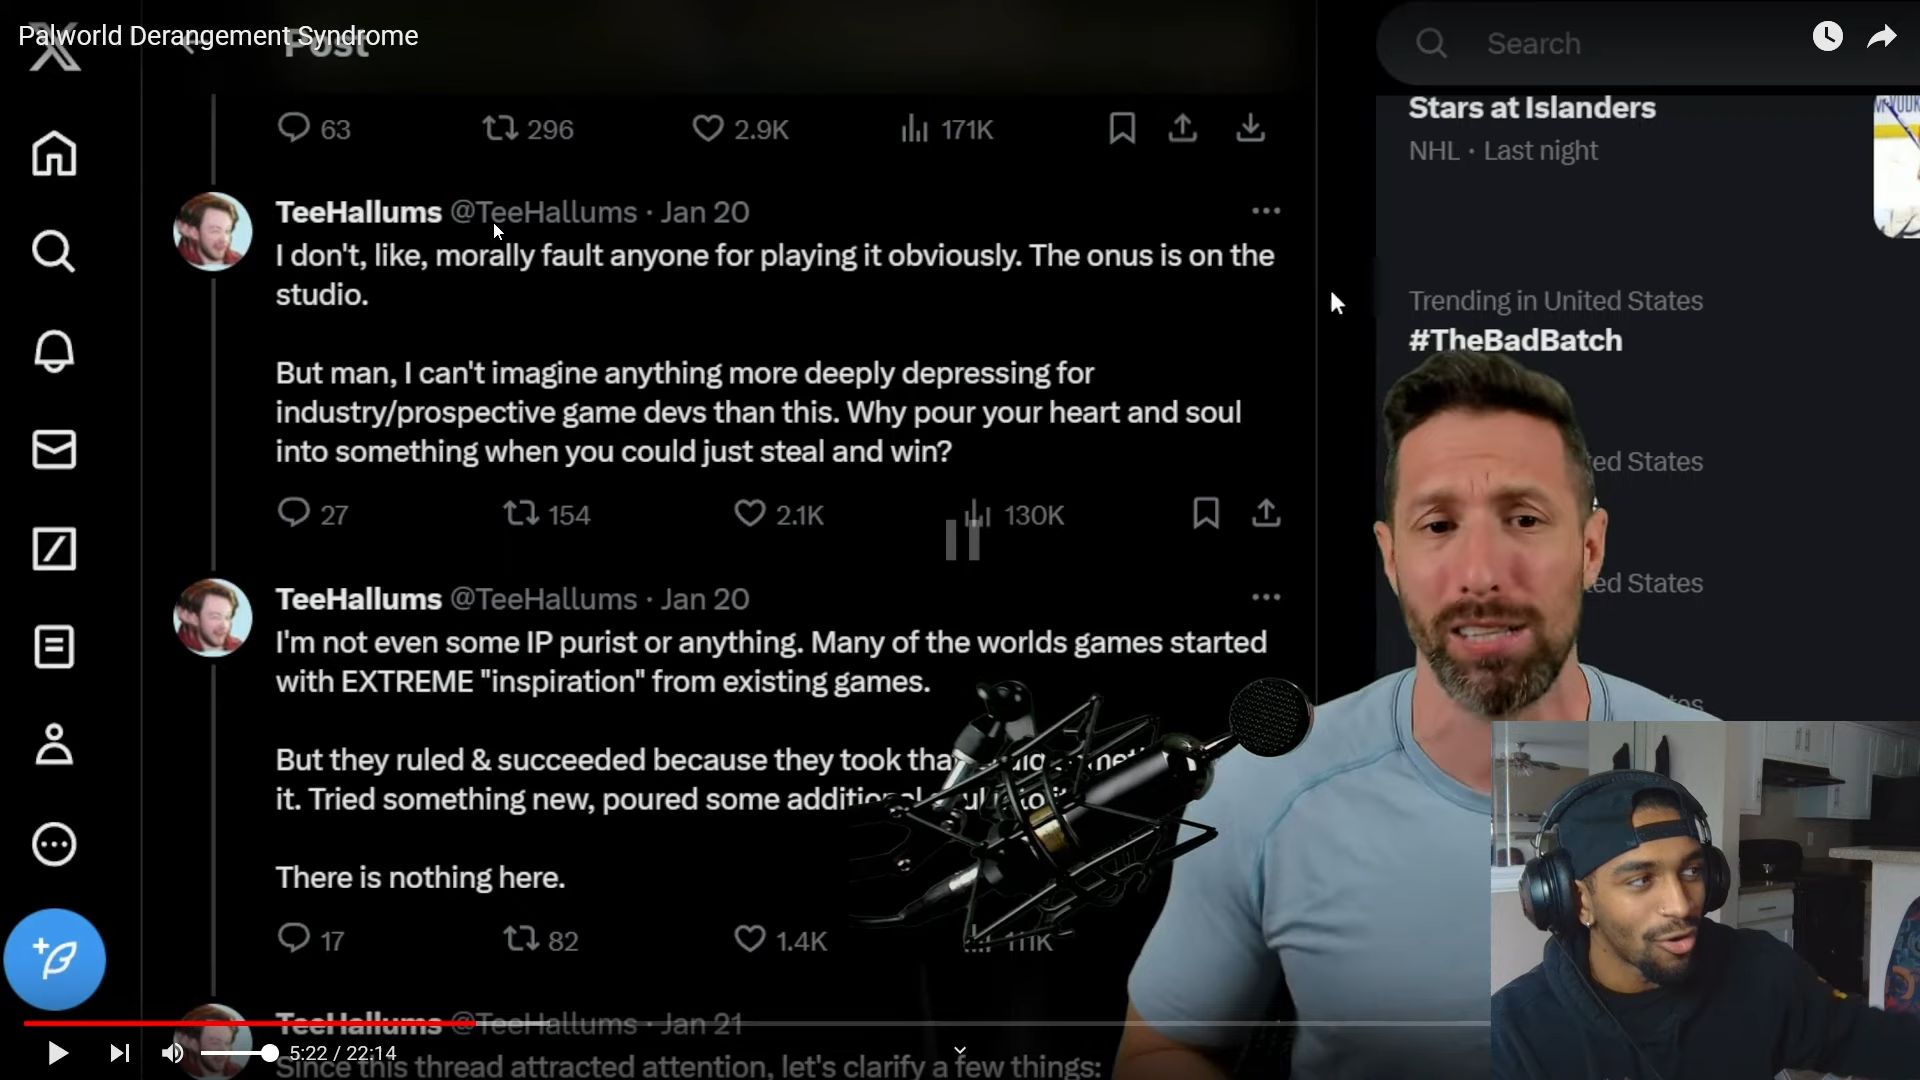 Palworld Derangement Syndrome
Post
Search
63 296 2.9K 171K
Stars at Islanders
NHL · Last night
TeeHallums @TeeHallums · Jan 20
I don't, like, morally fault anyone for playing it obviously. The onus is on the
studio.
Trending in United States
#TheBadBatch
But man, I can't imagine anything more deeply depressing for
industry/prospective game devs than this. Why pour your heart and soul
into something when you could just steal and win?
ed States
27 154 2.1K 130K
ed States
TeeHallums @TeeHallums · Jan 20
I'm not even some IP purist or anything. Many of the worlds games started
with EXTREME "inspiration" from existing games.
But they ruled & succeeded because they took
it. Tried something new, poured some additional
There is nothing here.
17 82 1.4K 111K
TeeHallums @TeeHallums · Jan 21
5:22 / 22:14
Since this thread attracted attention, let's clarify a few things: